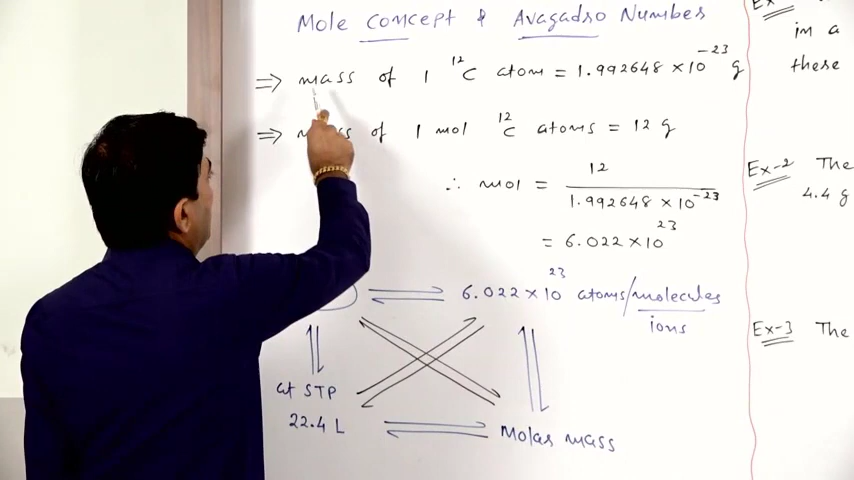 Mole Concept & Avagadro Number
⇒ mass of 1 ¹²C atom = 1.992648 × 10⁻²³ g
⇒ mass of 1 mol ¹²C atoms = 12 g
∴ mol = 12 / 1.992648 × 10⁻²³
= 6.022 × 10²³
6.022 × 10²³ atoms/molecules
ions
at STP
22.4 L
Molar mass
in a
these
Ex-2 The
4.4 g
Ex-3 The